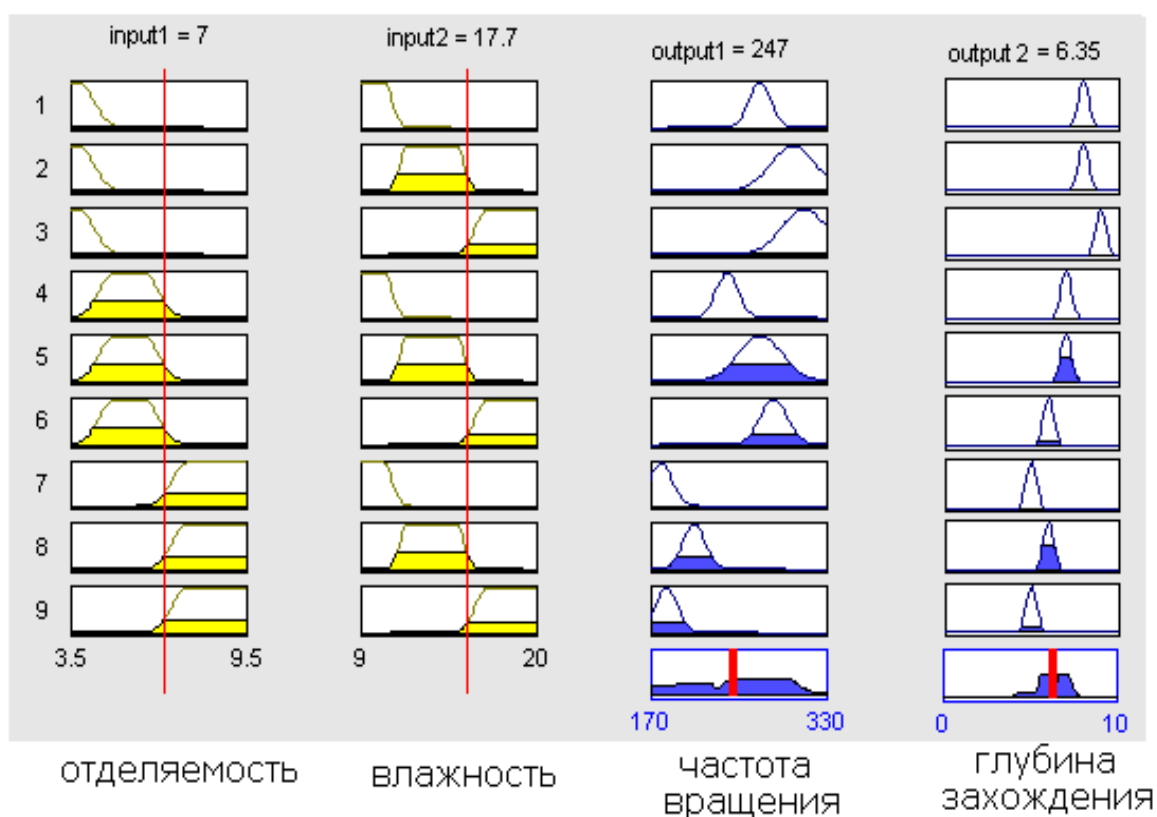 input1 = 7
input2 = 17.7
output1 = 247
output 2 = 6.35
1
2
3
4
5
6
7
8
9
3.5
9.5
9
20
170
330
0
10
отделяемость
влажность
частота
вращения
глубина
захождения